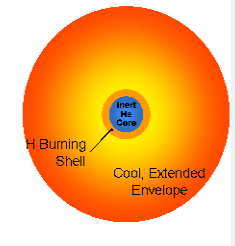 Inert
He
Core
H Burning
Shell
Cool, Extended
Envelope